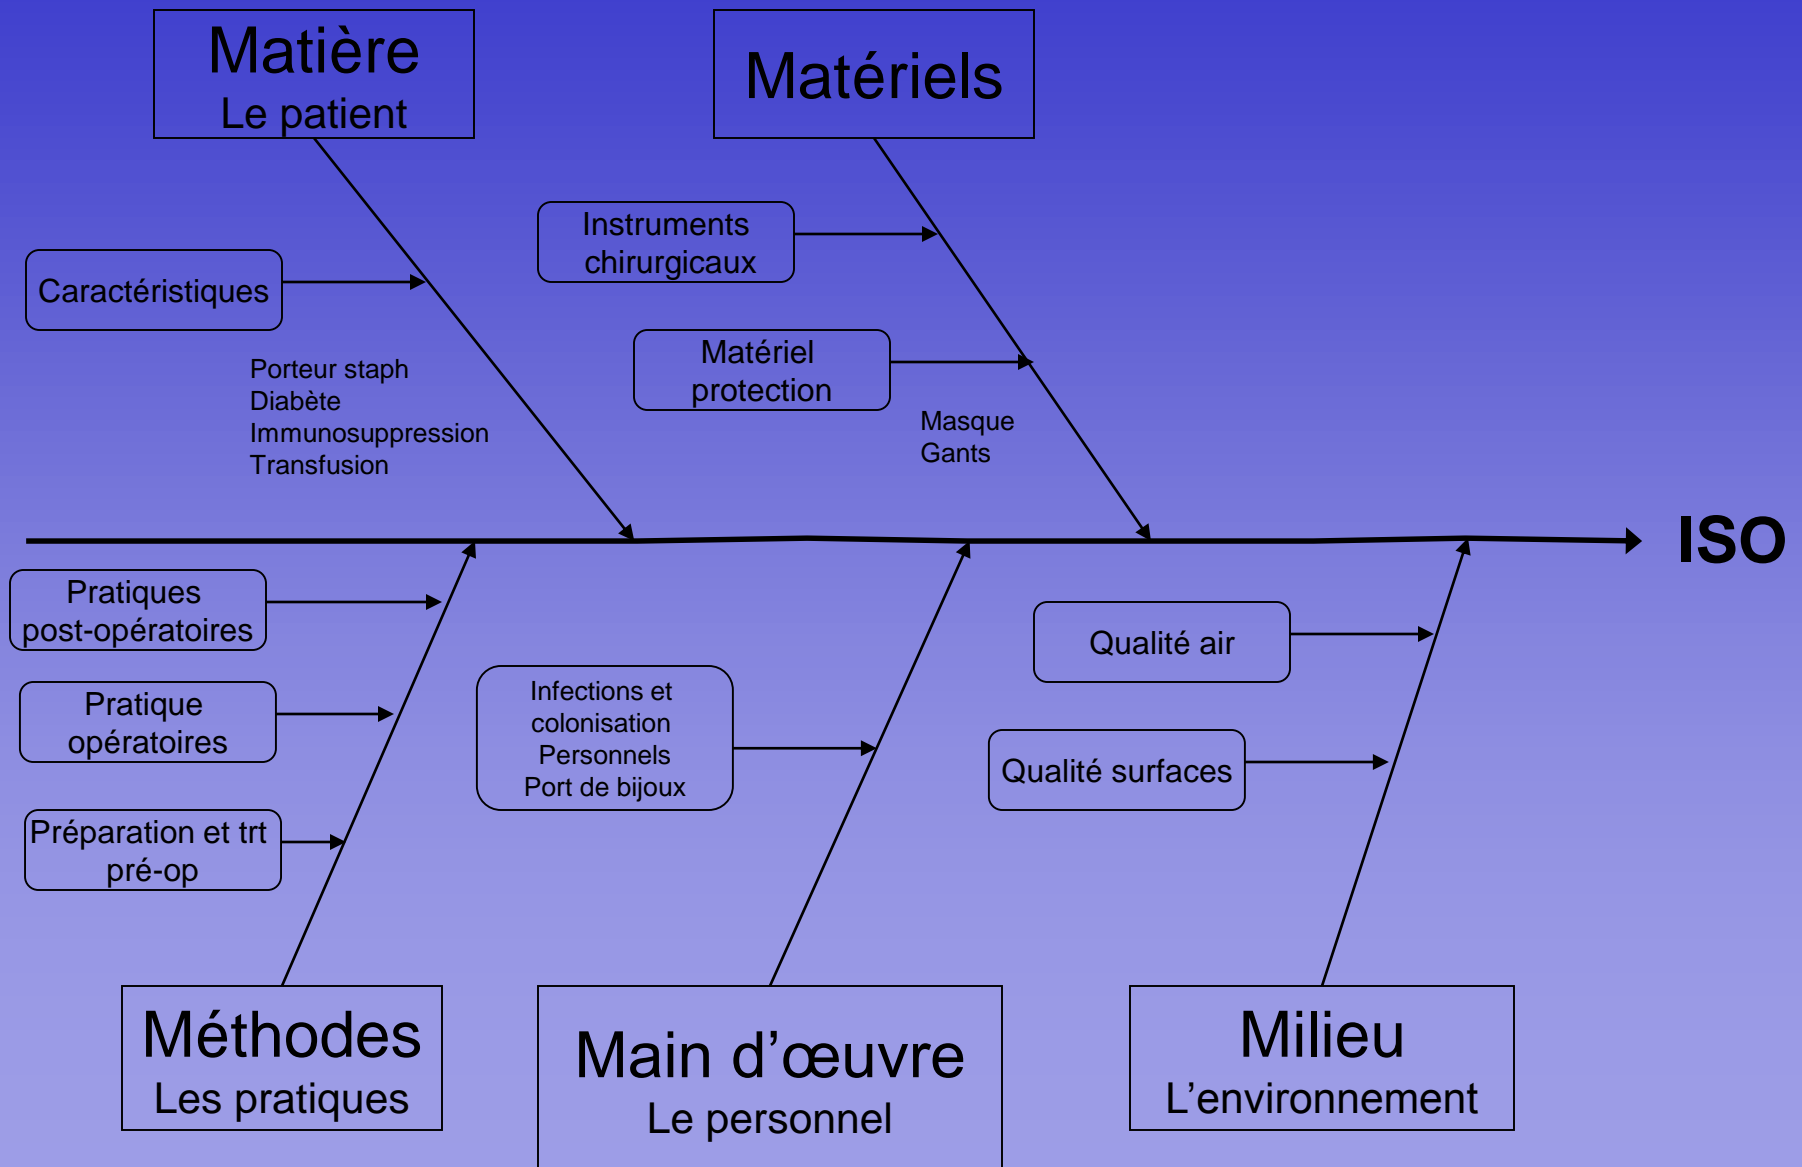 Matière
Le patient
Matériels
Instruments
chirurgicaux
Caractéristiques
Matériel
protection
Porteur staph
Diabète
Immunosuppression
Transfusion
Masque
Gants
ISO
Pratiques
post-opératoires
Pratique
opératoires
Préparation et trt
pré-op
Infections et
colonisation
Personnels
Port de bijoux
Qualité air
Qualité surfaces
Méthodes
Les pratiques
Main d’œuvre
Le personnel
Milieu
L’environnement